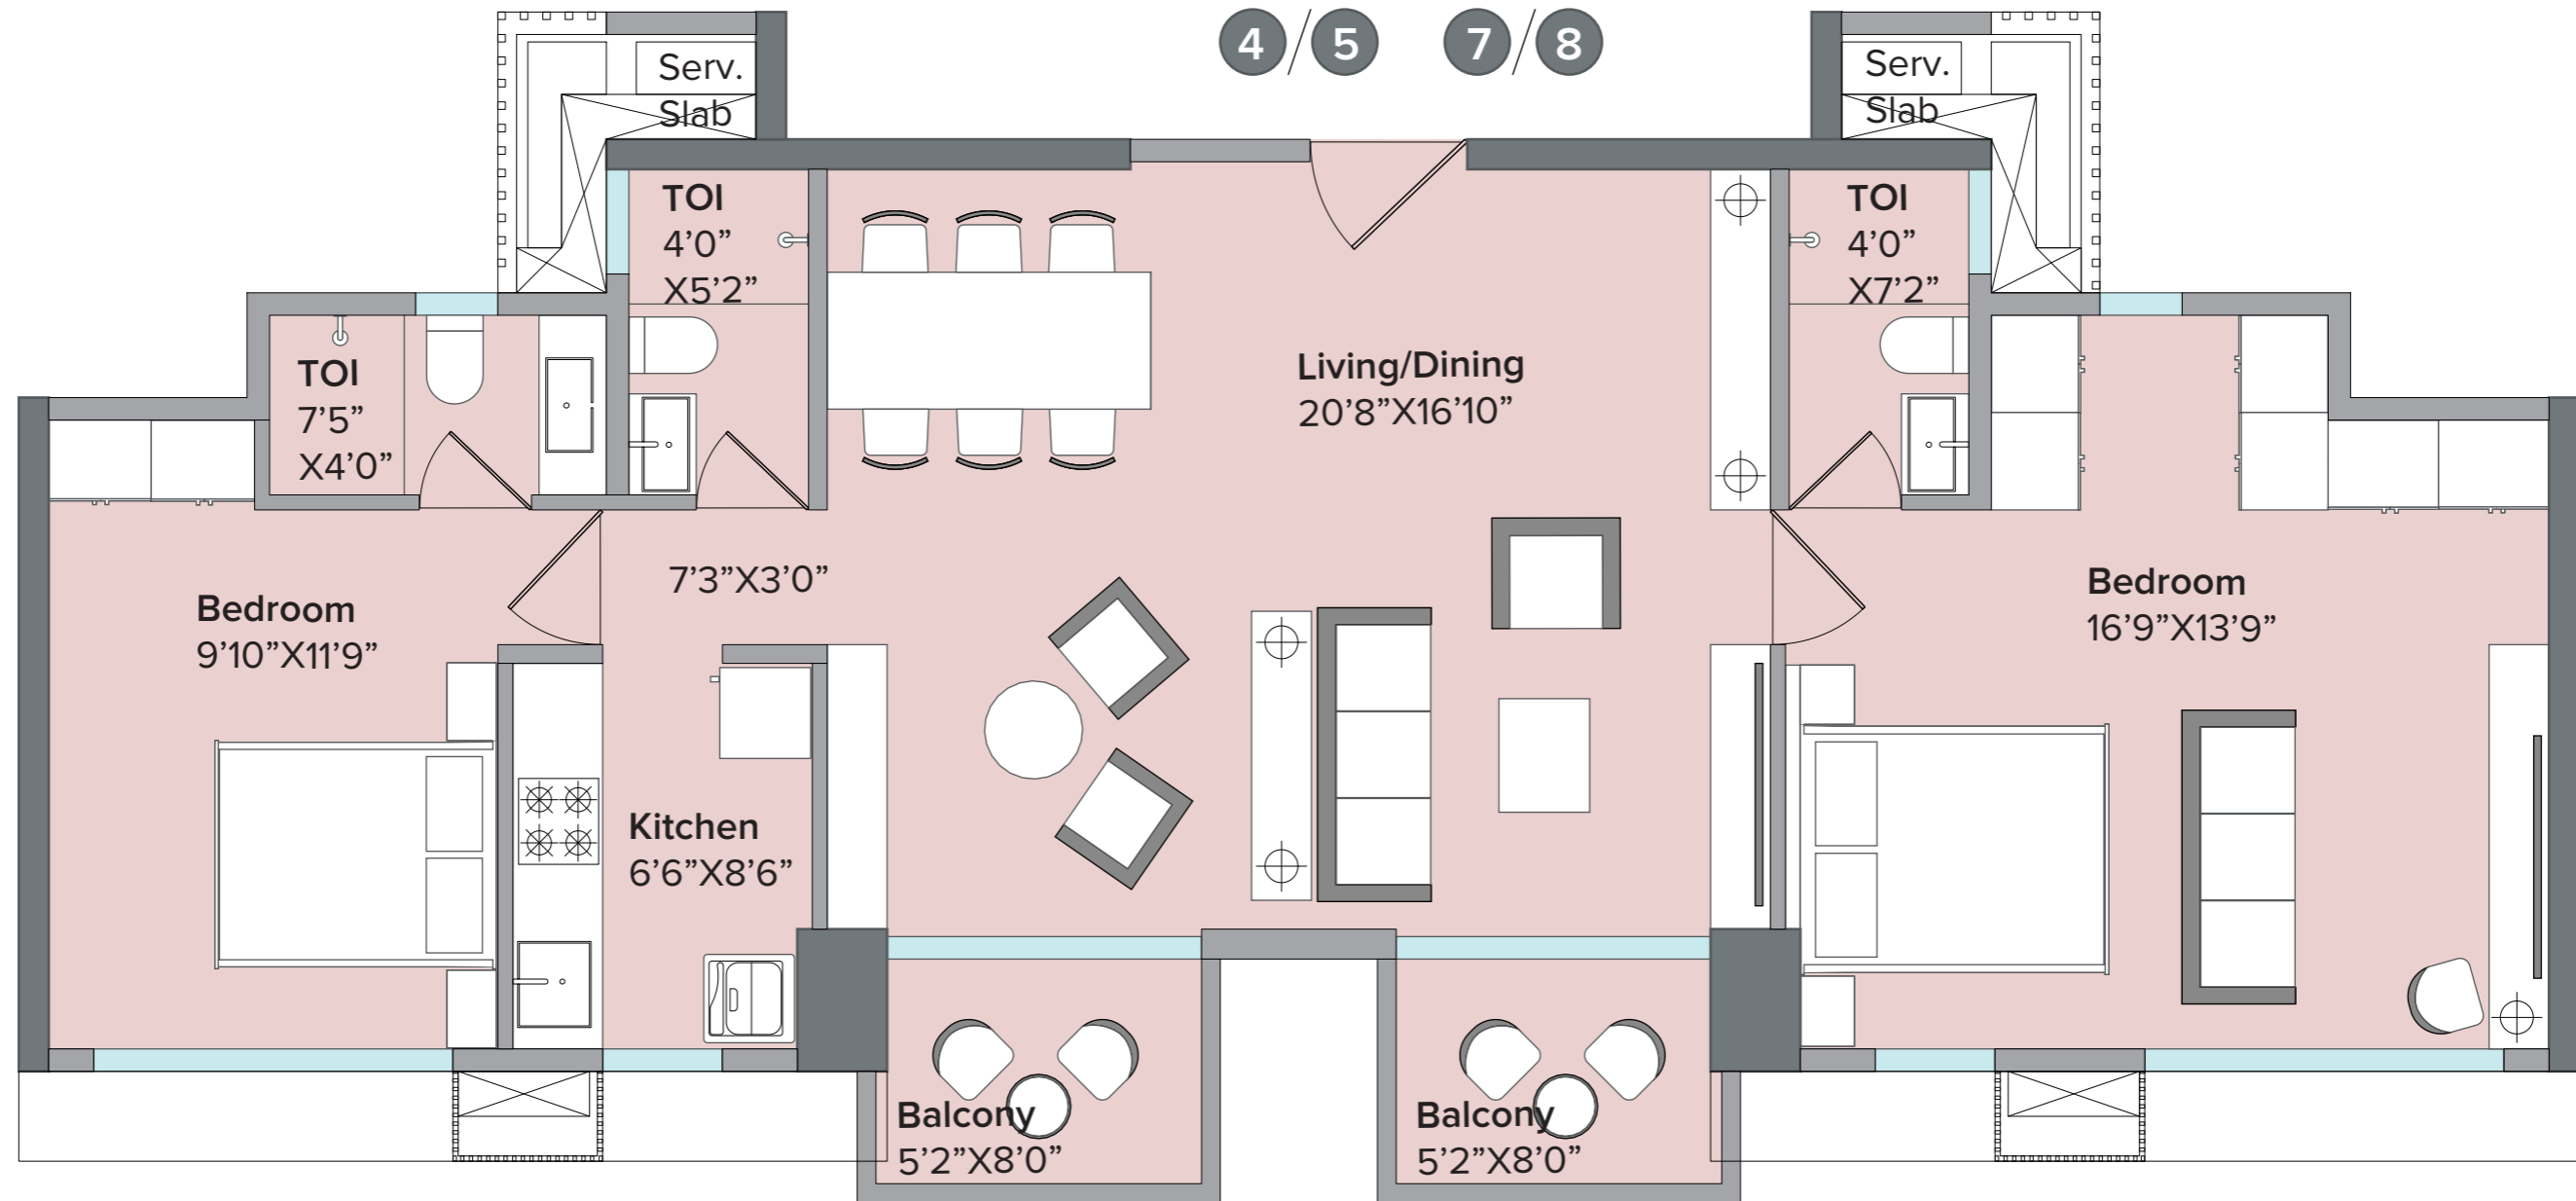 4/5 7/8
Serv.
Slab
Serv.
Slab
TOI
4’0”
X5’2”
TOI
4’0”
X7’2”
TOI
7’5”
X4’0”
Living/Dining
20’8”X16’10”
7’3”X3’0”
Bedroom
9’10”X11’9”
Bedroom
16’9”X13’9”
Kitchen
6’6”X8’6”
Balcony
5’2”X8’0”
Balcony
5’2”X8’0”